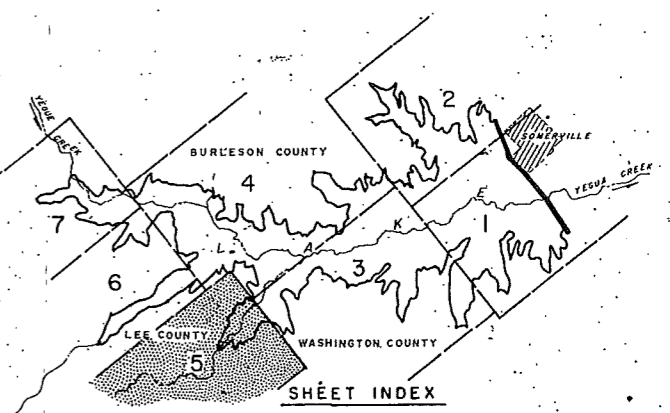 2
YEGUE CREEK
SOMERVILLE
BURLESON COUNTY
4
YEGUA CREEK
E
7
K
1
L
A
3
6
LEE COUNTY
WASHINGTON COUNTY
5
SHEET INDEX